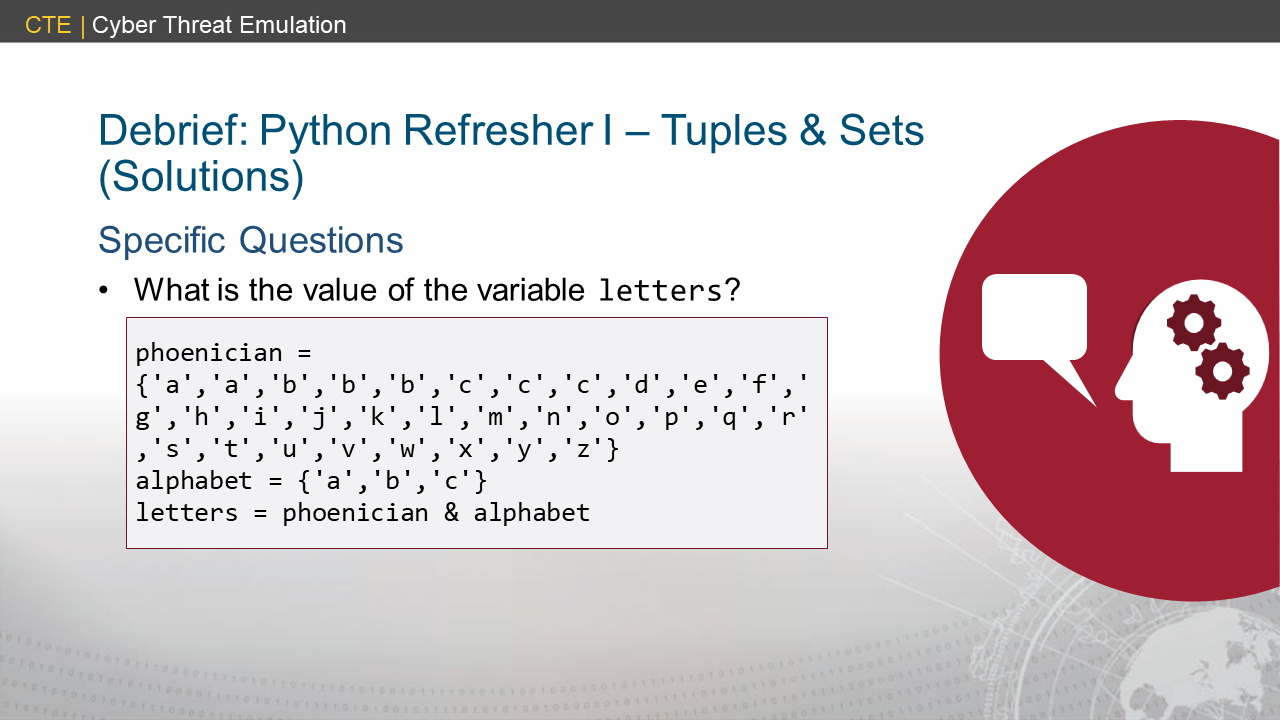 CTE | Cyber Threat Emulation
Debrief: Python Refresher I – Tuples & Sets
(Solutions)
Specific Questions
• What is the value of the variable letters?
phoenician =
{'a','a','b','b','b','c','c','c','d','e','f','
g','h','i','j','k','l','m','n','o','p','q','r'
,'s','t','u','v','w','x','y','z'}
alphabet = {'a','b','c'}
letters = phoenician & alphabet